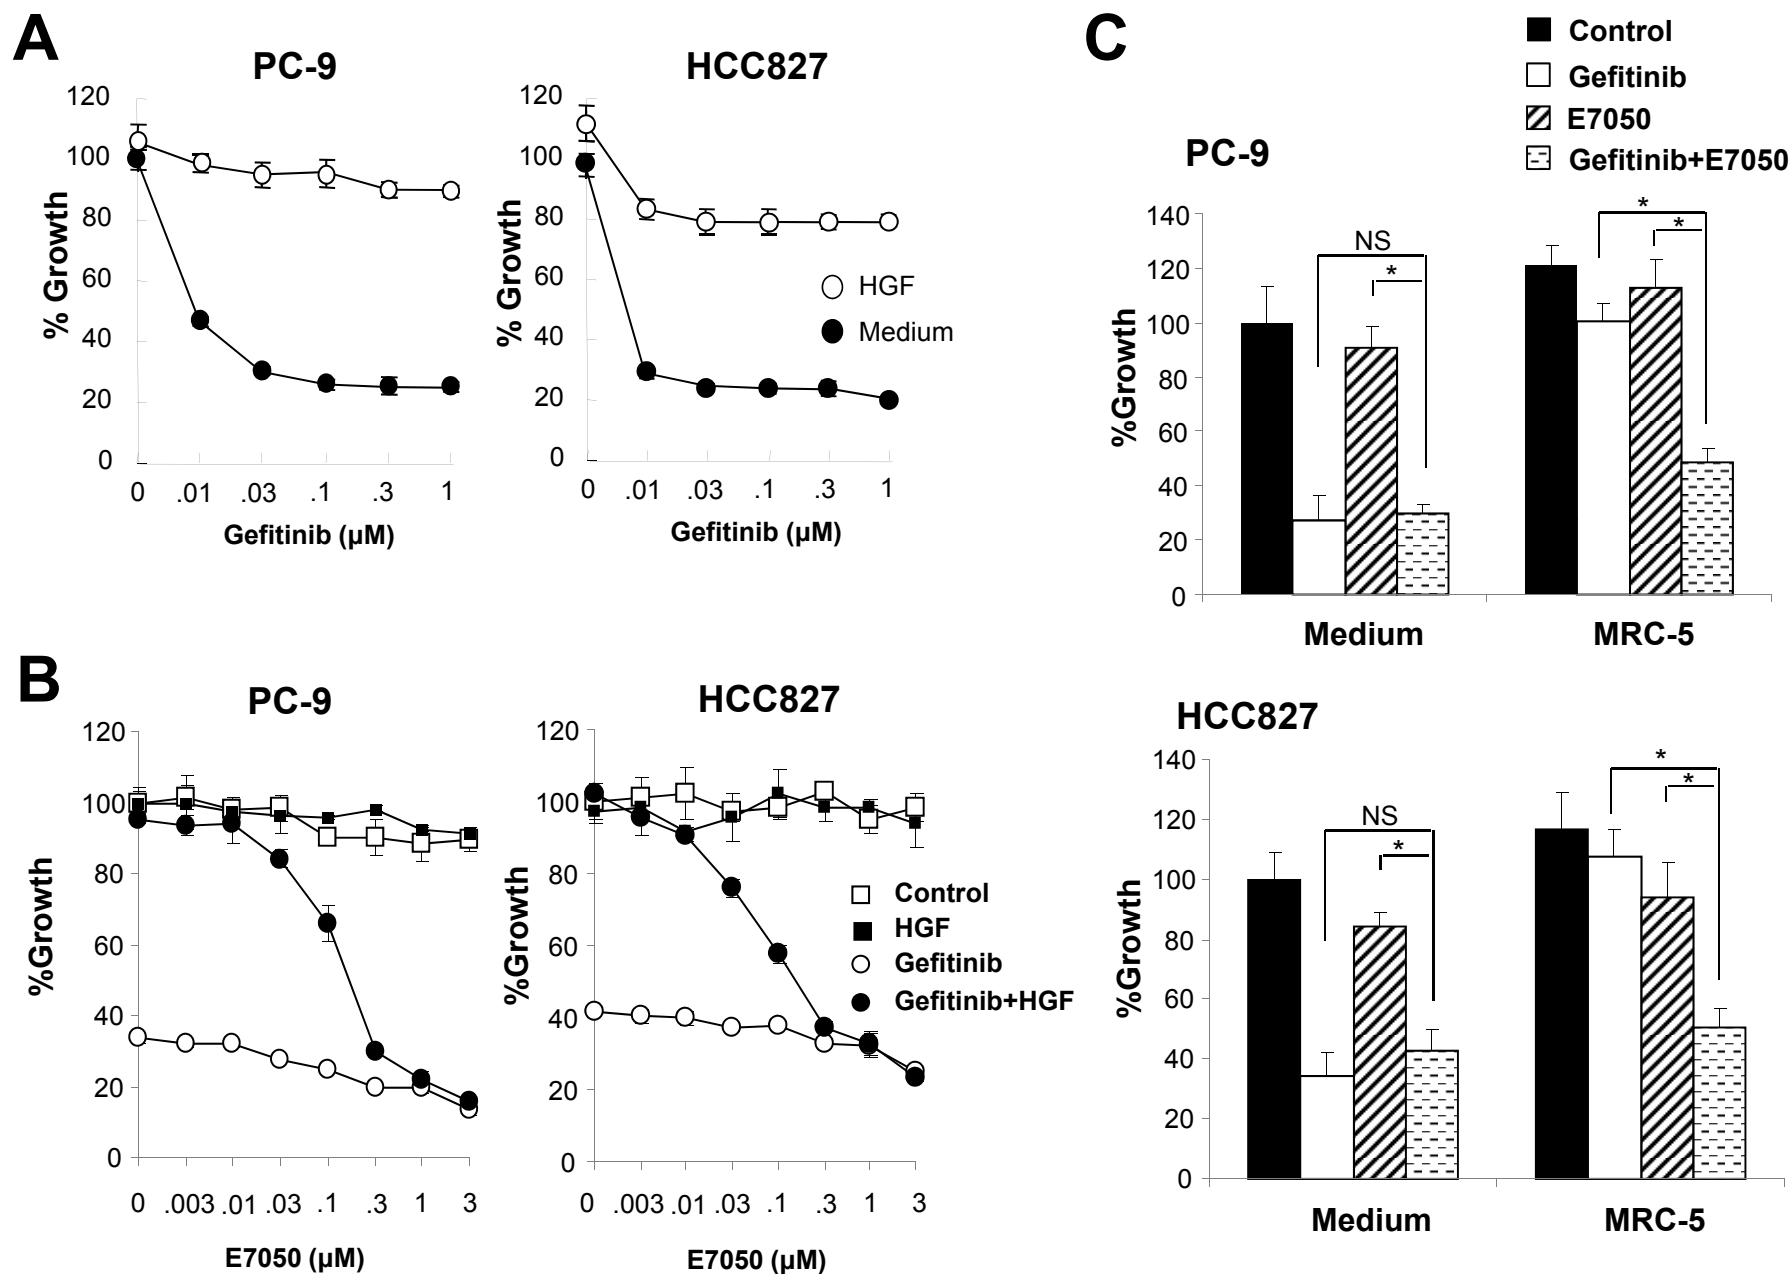 A
PC-9
% Growth
120
100
80
60
40
20
0
0 .01 .03 .1 .3 1
Gefitinib (µM)
HCC827
% Growth
120
100
80
60
40
20
0
HGF
Medium
0 .01 .03 .1 .3 1
Gefitinib (µM)
B
PC-9
%Growth
120
100
80
60
40
20
0
0 .003 .01 .03 .1 .3 1 3
E7050 (µM)
HCC827
%Growth
120
100
80
60
40
20
0
Control
HGF
Gefitinib
Gefitinib+HGF
0 .003 .01 .03 .1 .3 1 3
E7050 (µM)
C
Control
Gefitinib
E7050
Gefitinib+E7050
PC-9
%Growth
140
120
100
80
60
40
20
0
NS
*
*
*
Medium MRC-5
HCC827
%Growth
140
120
100
80
60
40
20
0
NS
*
*
*
Medium MRC-5